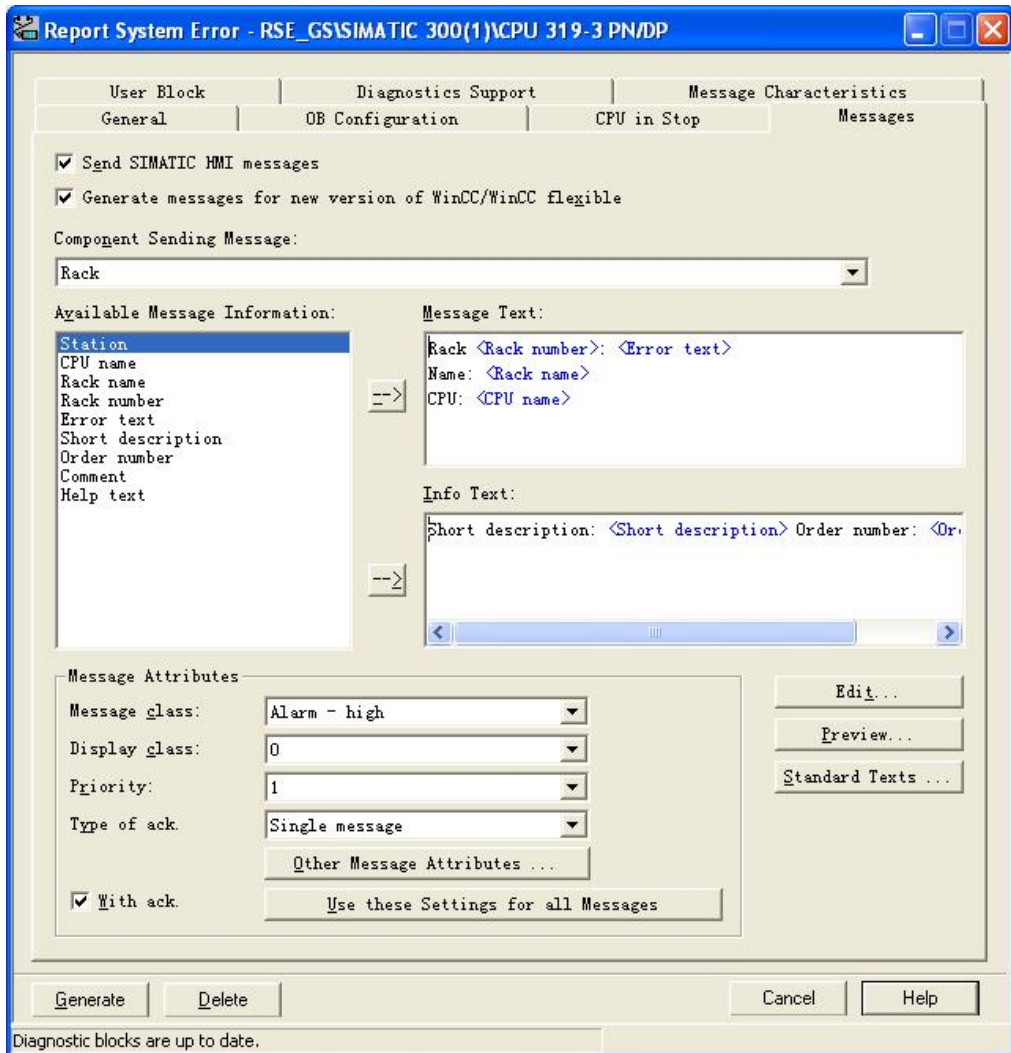 Report System Error - RSE_GS\SIMATIC 300(1)\CPU 319-3 PN/DP
User Block Diagnostics Support Message Characteristics
General OB Configuration CPU in Stop Messages
Send SIMATIC HMI messages
Generate messages for new version of WinCC/WinCC flexible
Component Sending Message:
Rack
Available Message Information:
Station
CPU name
Rack name
Rack number
Error text
Short description
Order number
Comment
Help text
-->
-->
Message Text:
Rack <Rack number>: <Error text>
Name: <Rack name>
CPU: <CPU name>
Info Text:
Short description: <Short description> Order number: <Or
Message Attributes
Message class: Alarm - high
Display class: 0
Priority: 1
Type of ack. Single message
Other Message Attributes ...
With ack. Use these Settings for all Messages
Edit...
Preview...
Standard Texts ...
Generate Delete Cancel Help
Diagnostic blocks are up to date.